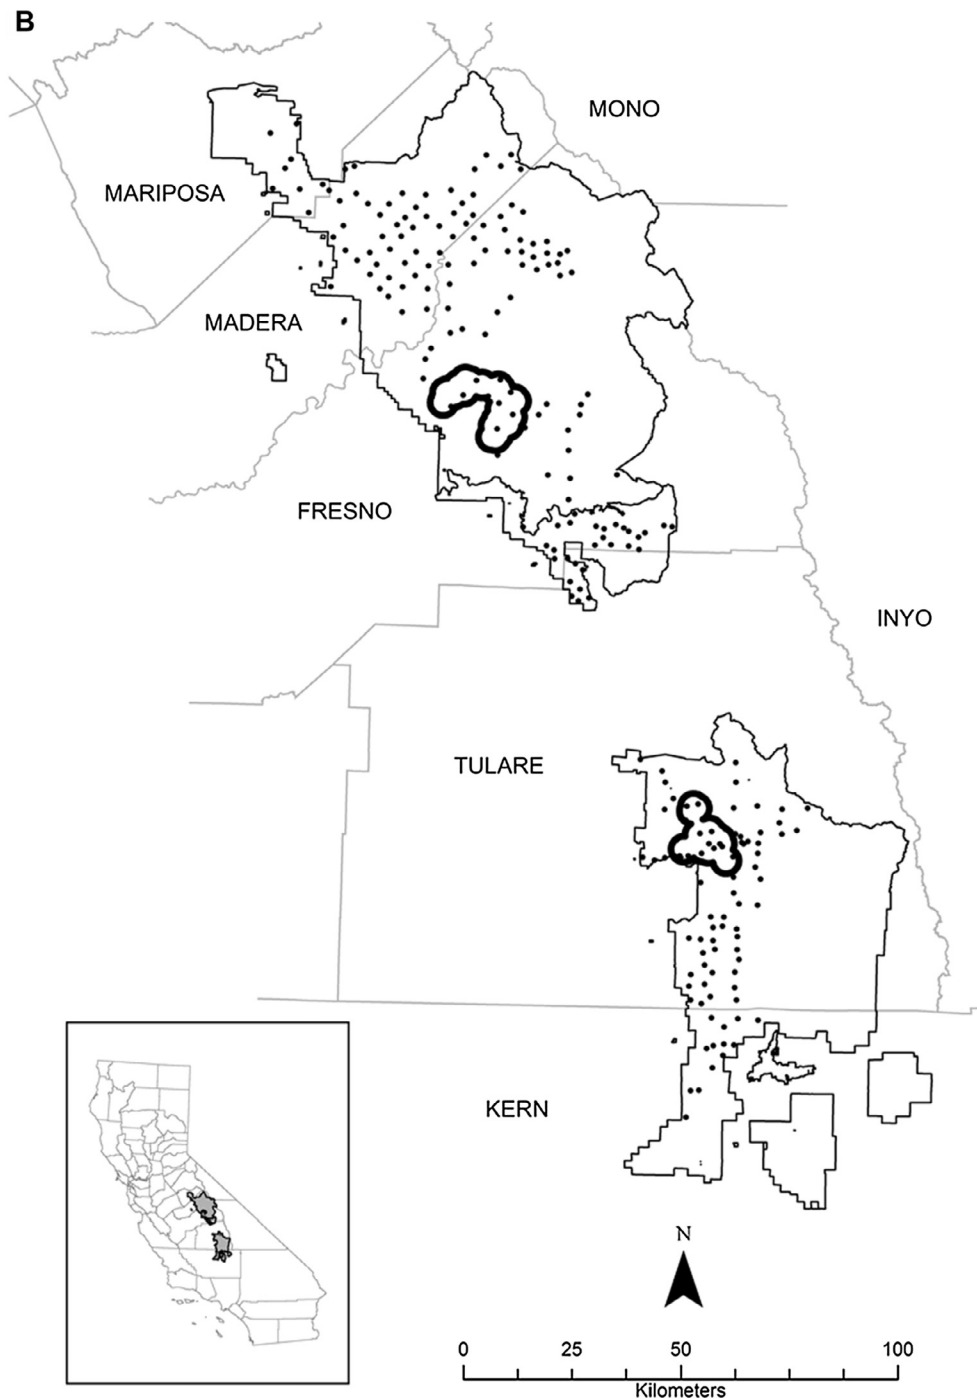 B
MONO
MARIPOSA
MADERA
FRESNO
INYO
TULARE
KERN
N
0 25 50 100
Kilometers